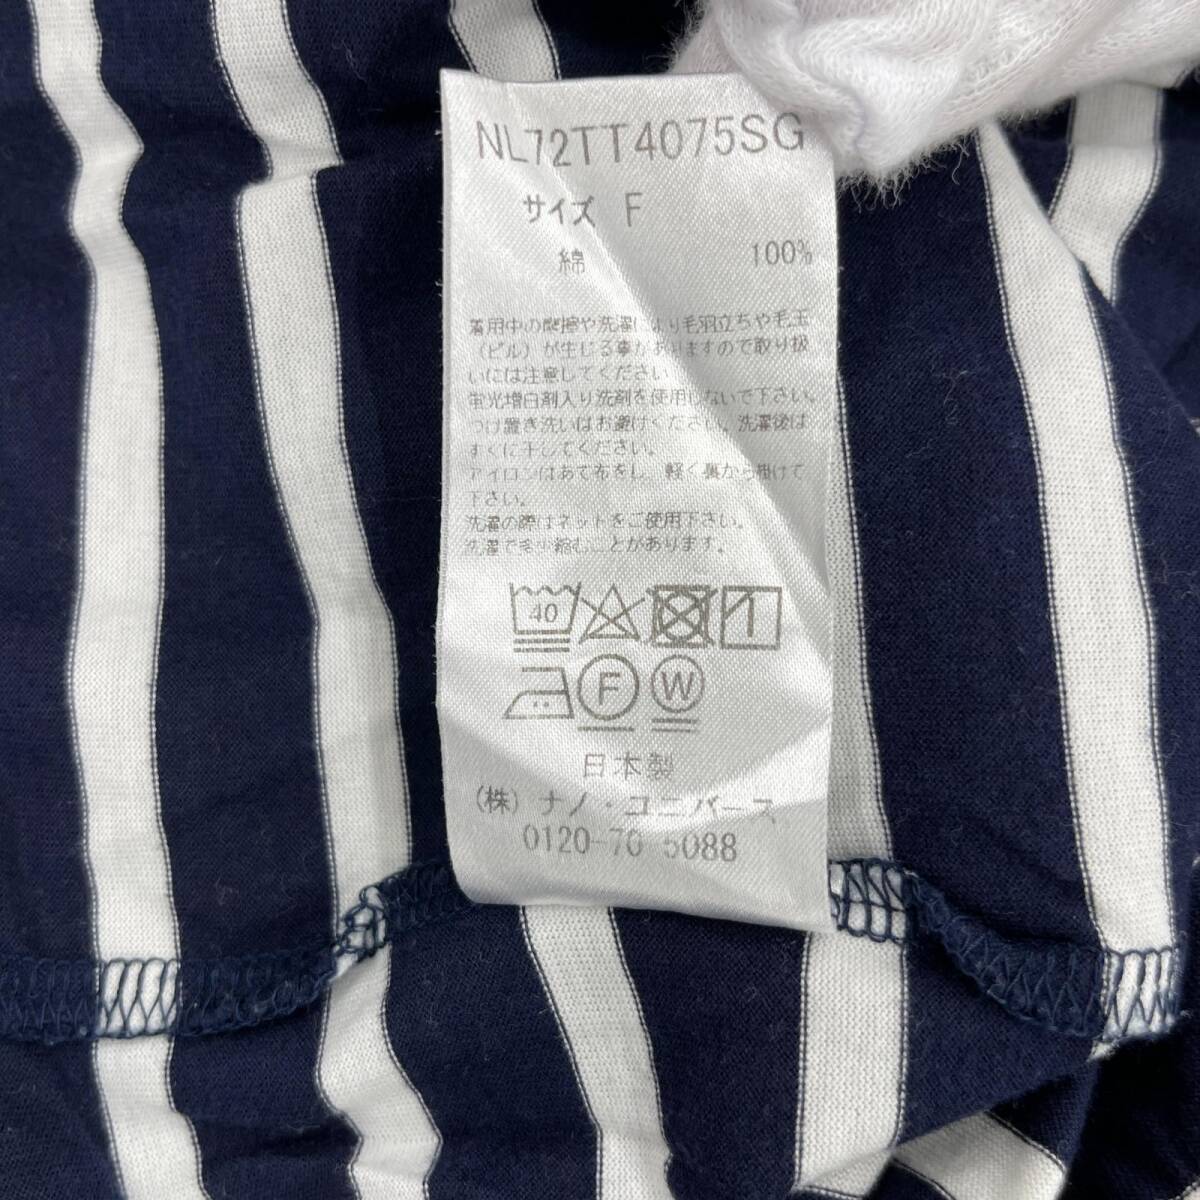 NL72TT4075SG
サイズ F
綿 100%
着用中の摩擦や洗濯により毛羽立ちや毛玉
（ピル）が生じる事がありますので取り扱
いには注意してください。
蛍光増白剤入り洗剤を使用しないで下さい。
つけ置き洗いはお避けください。洗濯後は
すぐに干してください。
アイロンはあて布をし、軽く裏から掛けて
下さい。
洗濯の際はネットをご使用下さい。
洗濯で多少縮むことがあります。
40
F W
日本製
(株) ナノ・ユニバース
0120-70 5088